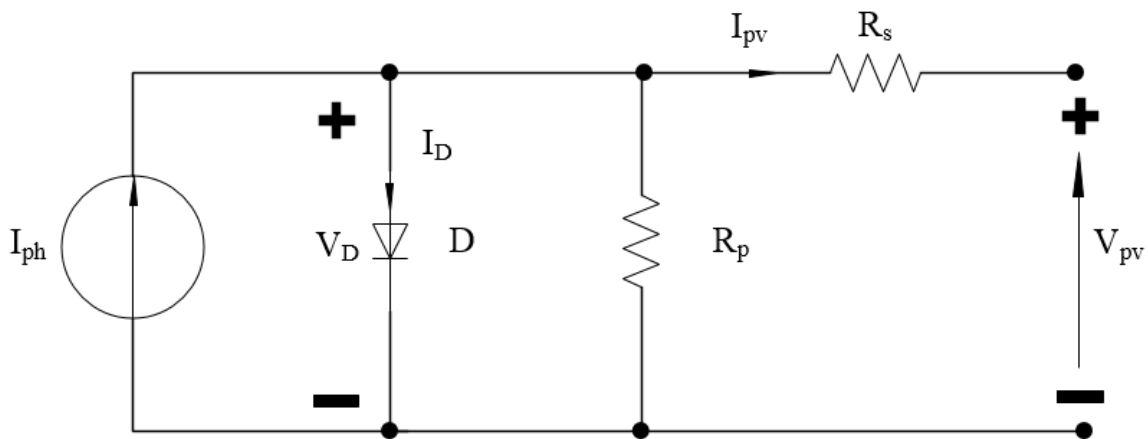 I_pv R_s
+ +
I_D
I_ph V_D D R_p V_pv
− −